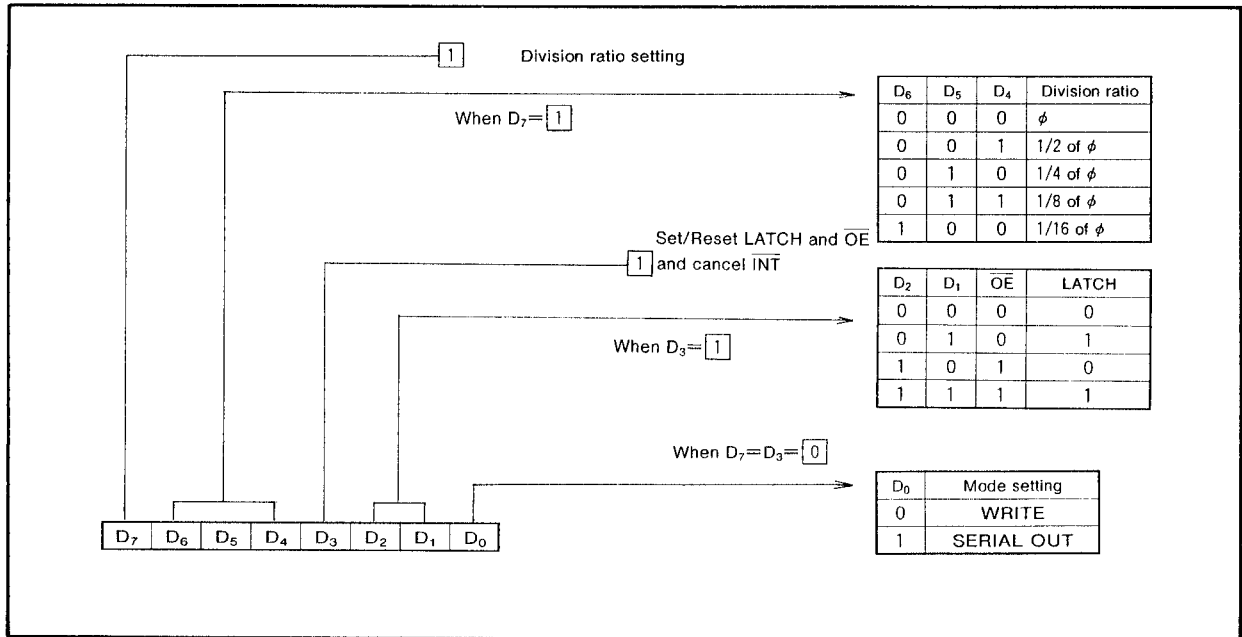 1 Division ratio setting
When D₇=1
D₆ D₅ D₄ Division ratio
0 0 0 φ
0 0 1 1/2 of φ
0 1 0 1/4 of φ
0 1 1 1/8 of φ
1 0 0 1/16 of φ
Set/Reset LATCH and O̅E̅
1 and cancel I̅N̅T̅
When D₃=1
D₂ D₁ O̅E̅ LATCH
0 0 0 0
0 1 0 1
1 0 1 0
1 1 1 1
When D₇=D₃=0
D₀ Mode setting
0 WRITE
1 SERIAL OUT
D₇ D₆ D₅ D₄ D₃ D₂ D₁ D₀